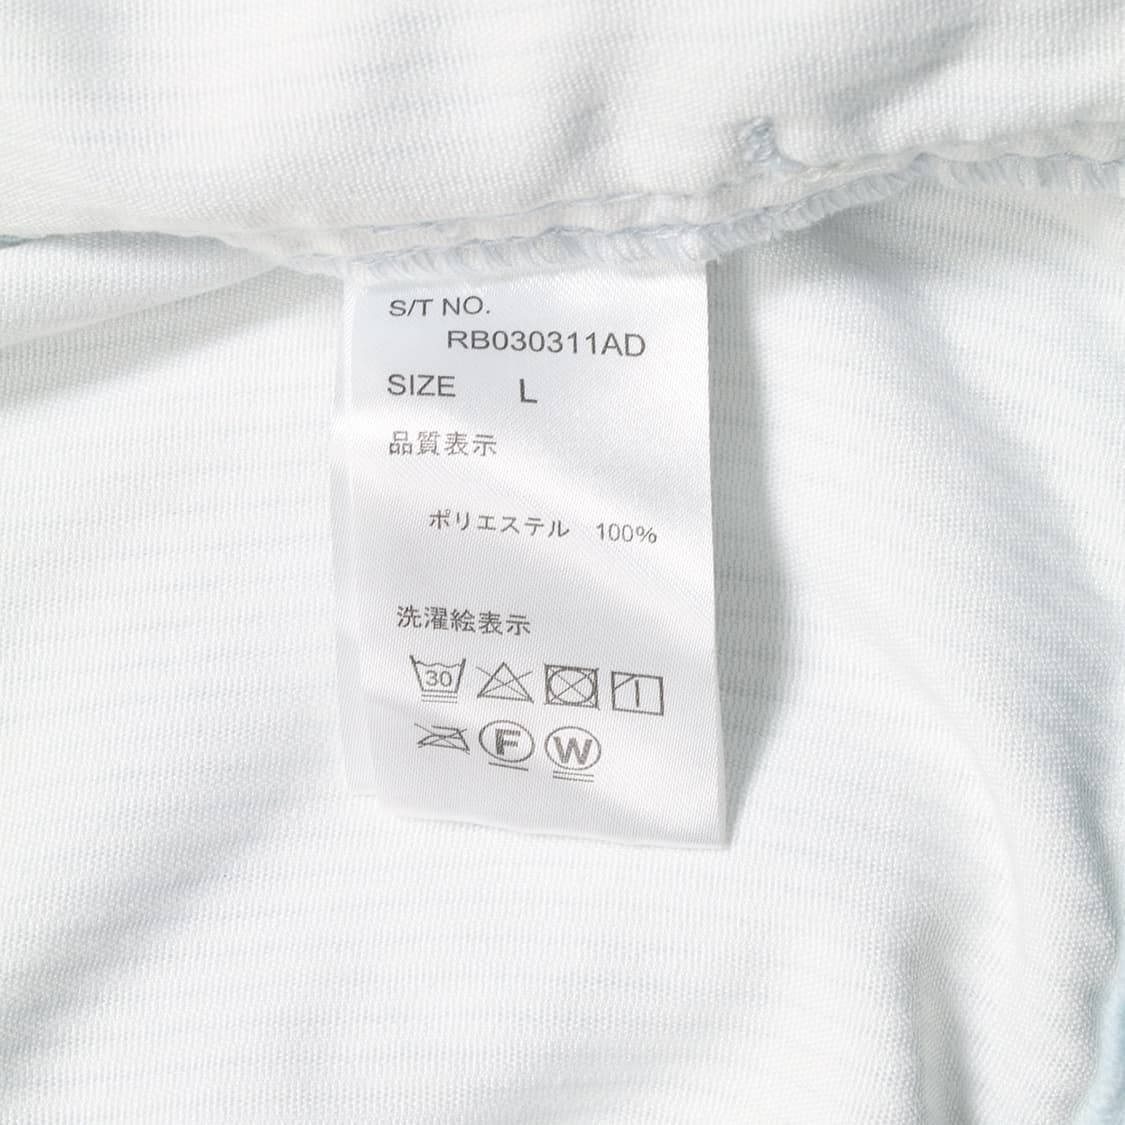 S/T NO.
RB030311AD
SIZE L
品質表示
ポリエステル 100%
洗濯絵表示
30
F W